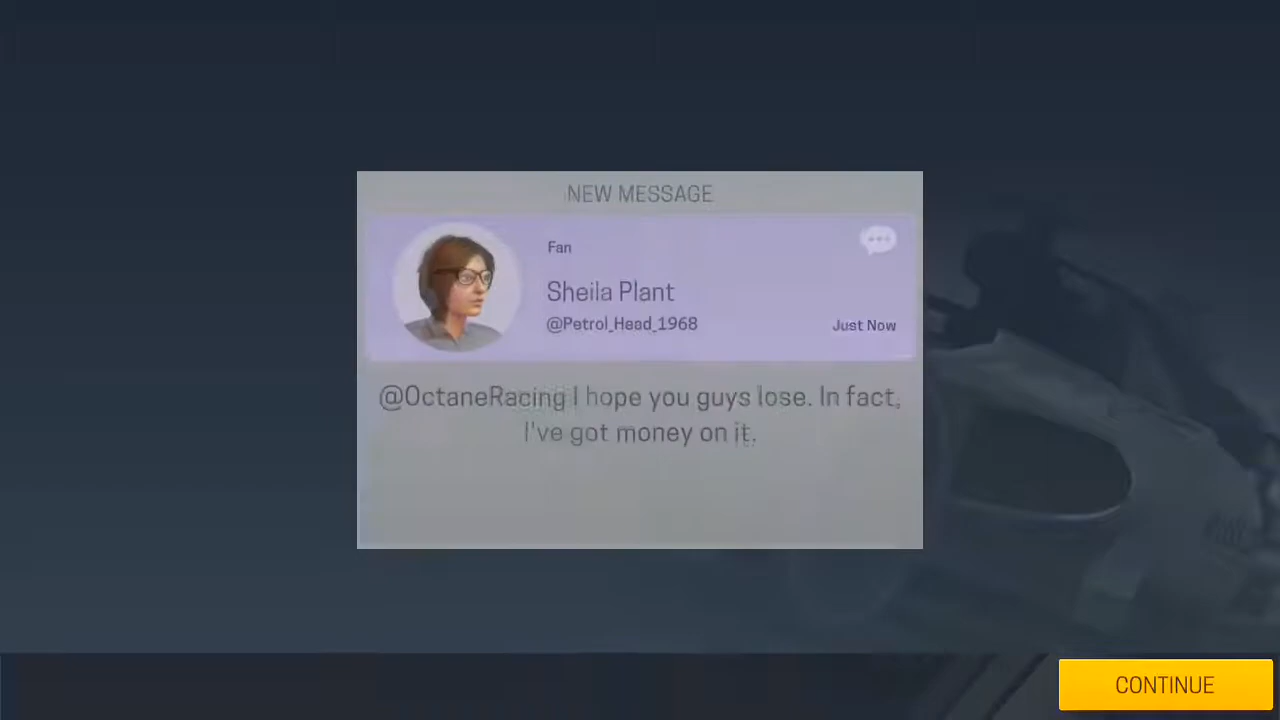 NEW MESSAGE
Fan
Sheila Plant
@Petrol_Head_1968
Just Now
@OctaneRacing I hope you guys lose. In fact,
I've got money on it.
CONTINUE